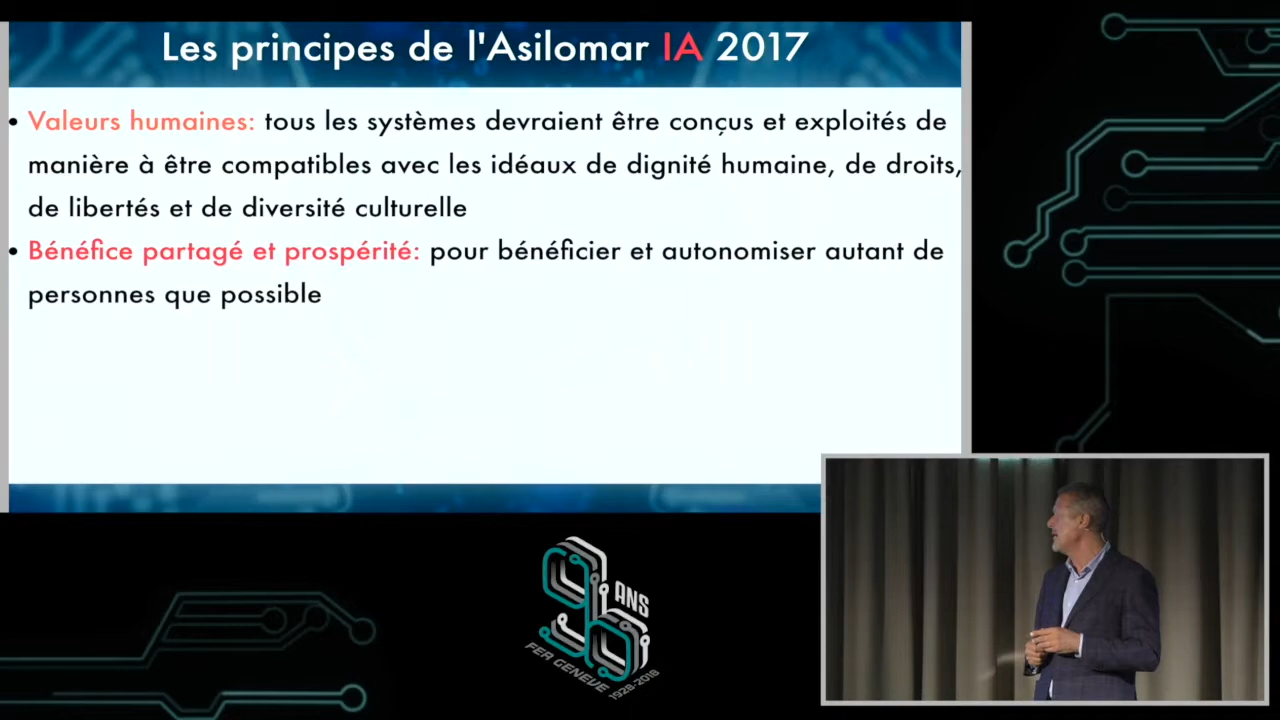 Les principes de l'Asilomar IA 2017
• Valeurs humaines: tous les systèmes devraient être conçus et exploités de
manière à être compatibles avec les idéaux de dignité humaine, de droits,
de libertés et de diversité culturelle
• Bénéfice partagé et prospérité: pour bénéficier et autonomiser autant de
personnes que possible
90
ANS
FER GENEVE 1928-2018